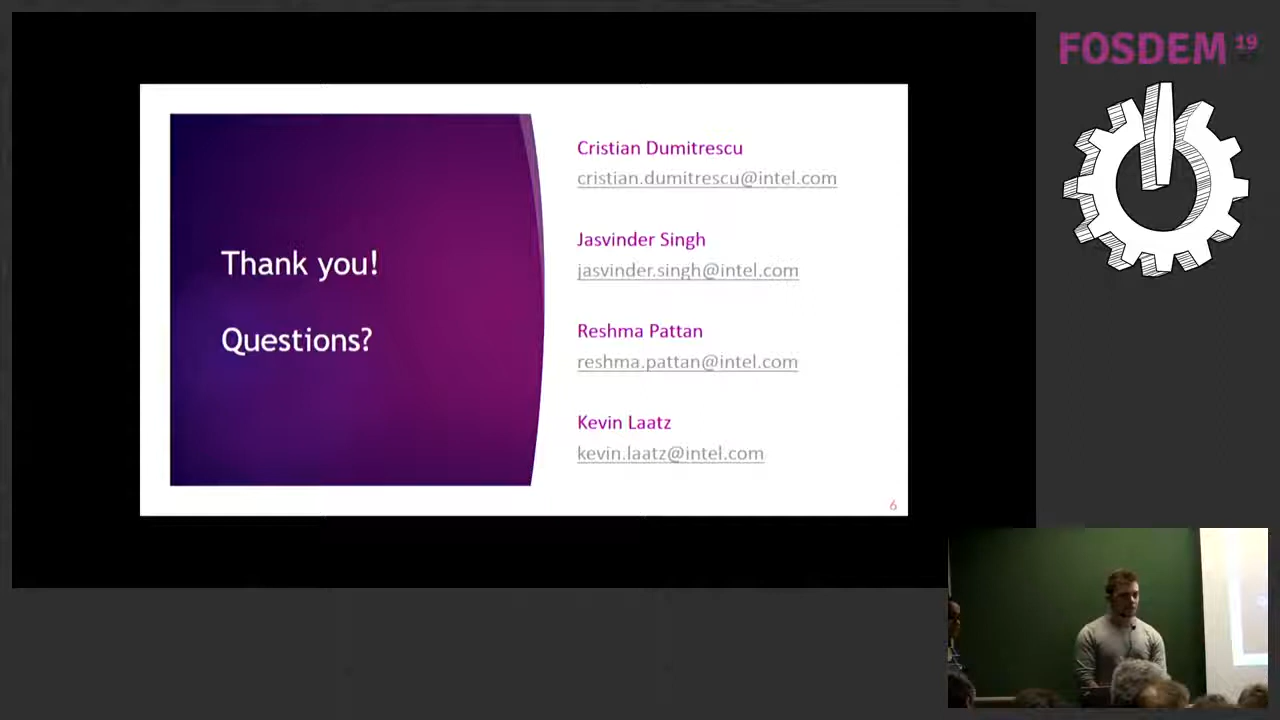 FOSDEM 19
Thank you!
Questions?
Cristian Dumitrescu
cristian.dumitrescu@intel.com
Jasvinder Singh
jasvinder.singh@intel.com
Reshma Pattan
reshma.pattan@intel.com
Kevin Laatz
kevin.laatz@intel.com
6